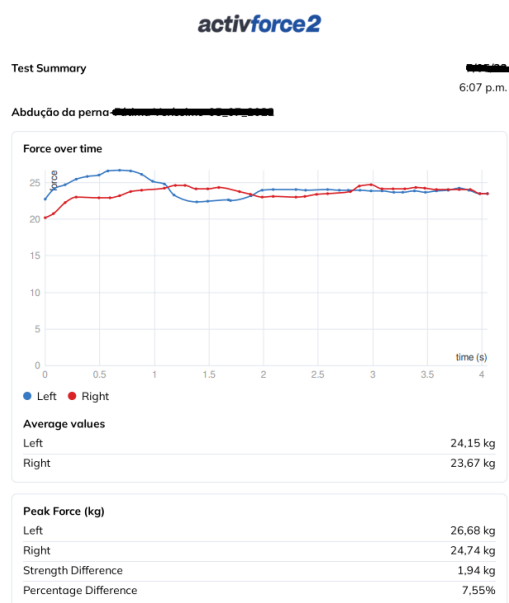 activforce2
Test Summary
6:07 p.m.
Abdução da perna
Force over time
force
25
20
15
10
5
0
time (s)
0 0.5 1 1.5 2 2.5 3 3.5 4
Left Right
Average values
Left 24,15 kg
Right 23,67 kg
Peak Force (kg)
Left 26,68 kg
Right 24,74 kg
Strength Difference 1,94 kg
Percentage Difference 7,55%